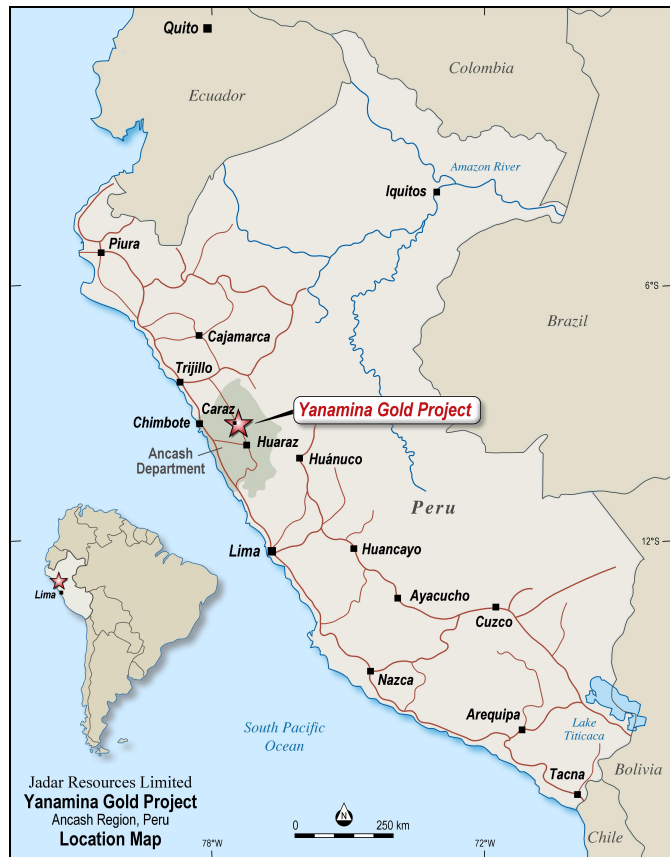 Quito
Colombia
Ecuador
Amazon River
Iquitos
Piura
6°S
Brazil
Cajamarca
Trijillo
Caraz
Yanamina Gold Project
Chimbote
Huaraz
Ancash
Department
Huánuco
Peru
12°S
Lima
Huancayo
Lima
Ayacucho
Cuzco
Nazca
Arequipa
South Pacific
Ocean
Lake
Titicaca
Bolivia
Tacna
Jadar Resources Limited
Yanamina Gold Project
Ancash Region, Peru
Location Map
N
0
250 km
Chile
78°W
72°W